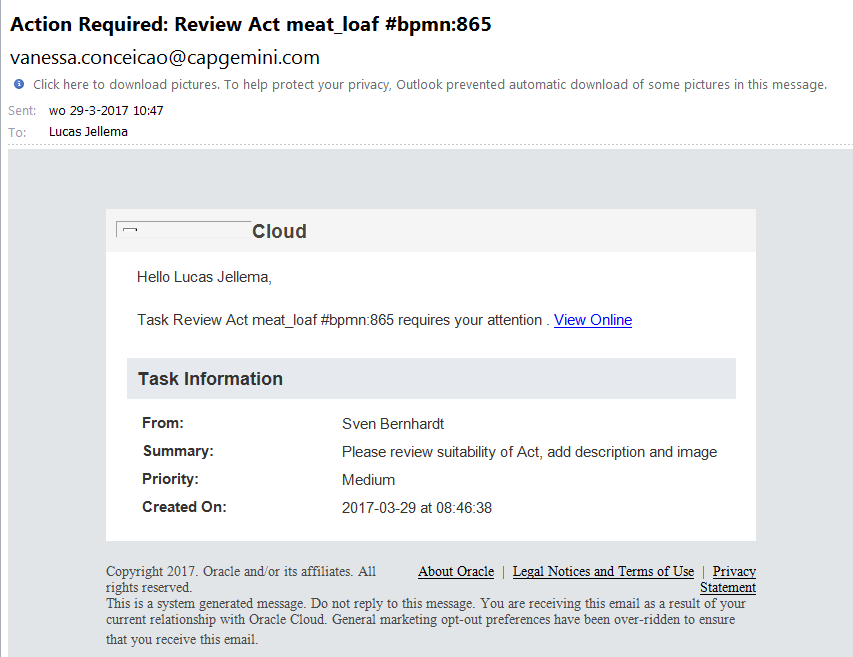 Action Required: Review Act meat_loaf #bpmn:865
vanessa.conceicao@capgemini.com
Click here to download pictures. To help protect your privacy, Outlook prevented automatic download of some pictures in this message.
Sent: wo 29-3-2017 10:47
To: Lucas Jellema
Cloud
Hello Lucas Jellema,
Task Review Act meat_loaf #bpmn:865 requires your attention . View Online
Task Information
From: Sven Bernhardt
Summary: Please review suitability of Act, add description and image
Priority: Medium
Created On: 2017-03-29 at 08:46:38
Copyright 2017. Oracle and/or its affiliates. All About Oracle | Legal Notices and Terms of Use | Privacy
rights reserved. Statement
This is a system generated message. Do not reply to this message. You are receiving this email as a result of your
current relationship with Oracle Cloud. General marketing opt-out preferences have been over-ridden to ensure
that you receive this email.